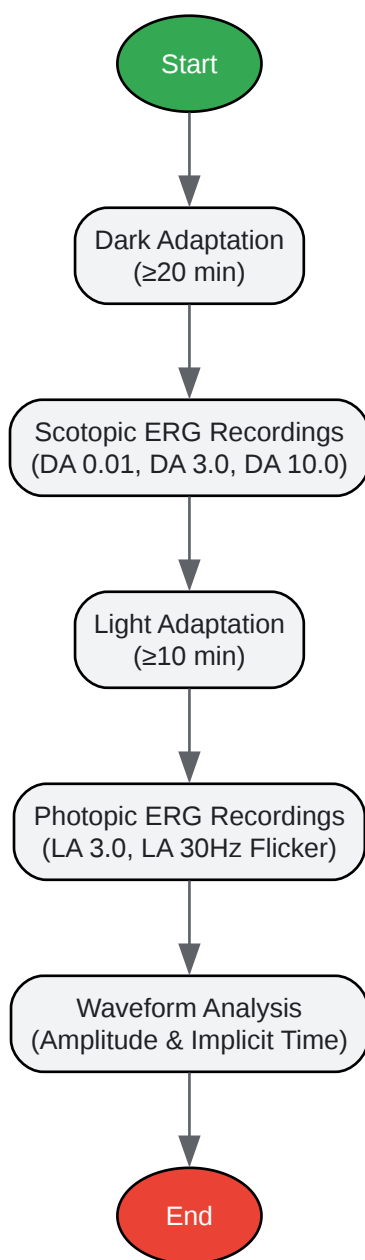 Start
Dark Adaptation
(≥20 min)
Scotopic ERG Recordings
(DA 0.01, DA 3.0, DA 10.0)
Light Adaptation
(≥10 min)
Photopic ERG Recordings
(LA 3.0, LA 30Hz Flicker)
Waveform Analysis
(Amplitude & Implicit Time)
End